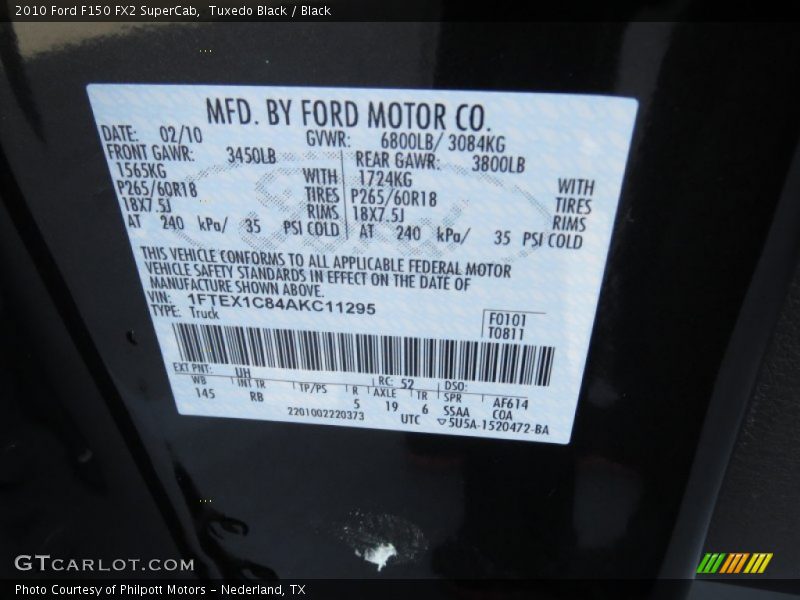 2010 Ford F150 FX2 SuperCab,  Tuxedo Black / Black
MFD. BY FORD MOTOR CO.
DATE: 02/10 GVWR: 6800LB/ 3084KG
FRONT GAWR: 3450LB REAR GAWR: 3800LB
1565KG WITH 1724KG WITH
P265/60R18 TIRES P265/60R18 TIRES
18X7.5J RIMS 18X7.5J RIMS
AT 240 kPa/ 35 PSI COLD AT 240 kPa/ 35 PSI COLD
THIS VEHICLE CONFORMS TO ALL APPLICABLE FEDERAL MOTOR
VEHICLE SAFETY STANDARDS IN EFFECT ON THE DATE OF
MANUFACTURE SHOWN ABOVE.
VIN: 1FTEX1C84AKC11295
TYPE: Truck
F0101
T0811
EXT PNT: UH RC: 52 DSO:
WB INT TR TP/PS R AXLE TR SPR AF614
145 RB 5 19 6 SSAA COA
2201002220373 UTC ▽5U5A-1520472-BA
GTCARLOT.COM
Photo Courtesy of Philpott Motors – Nederland, TX